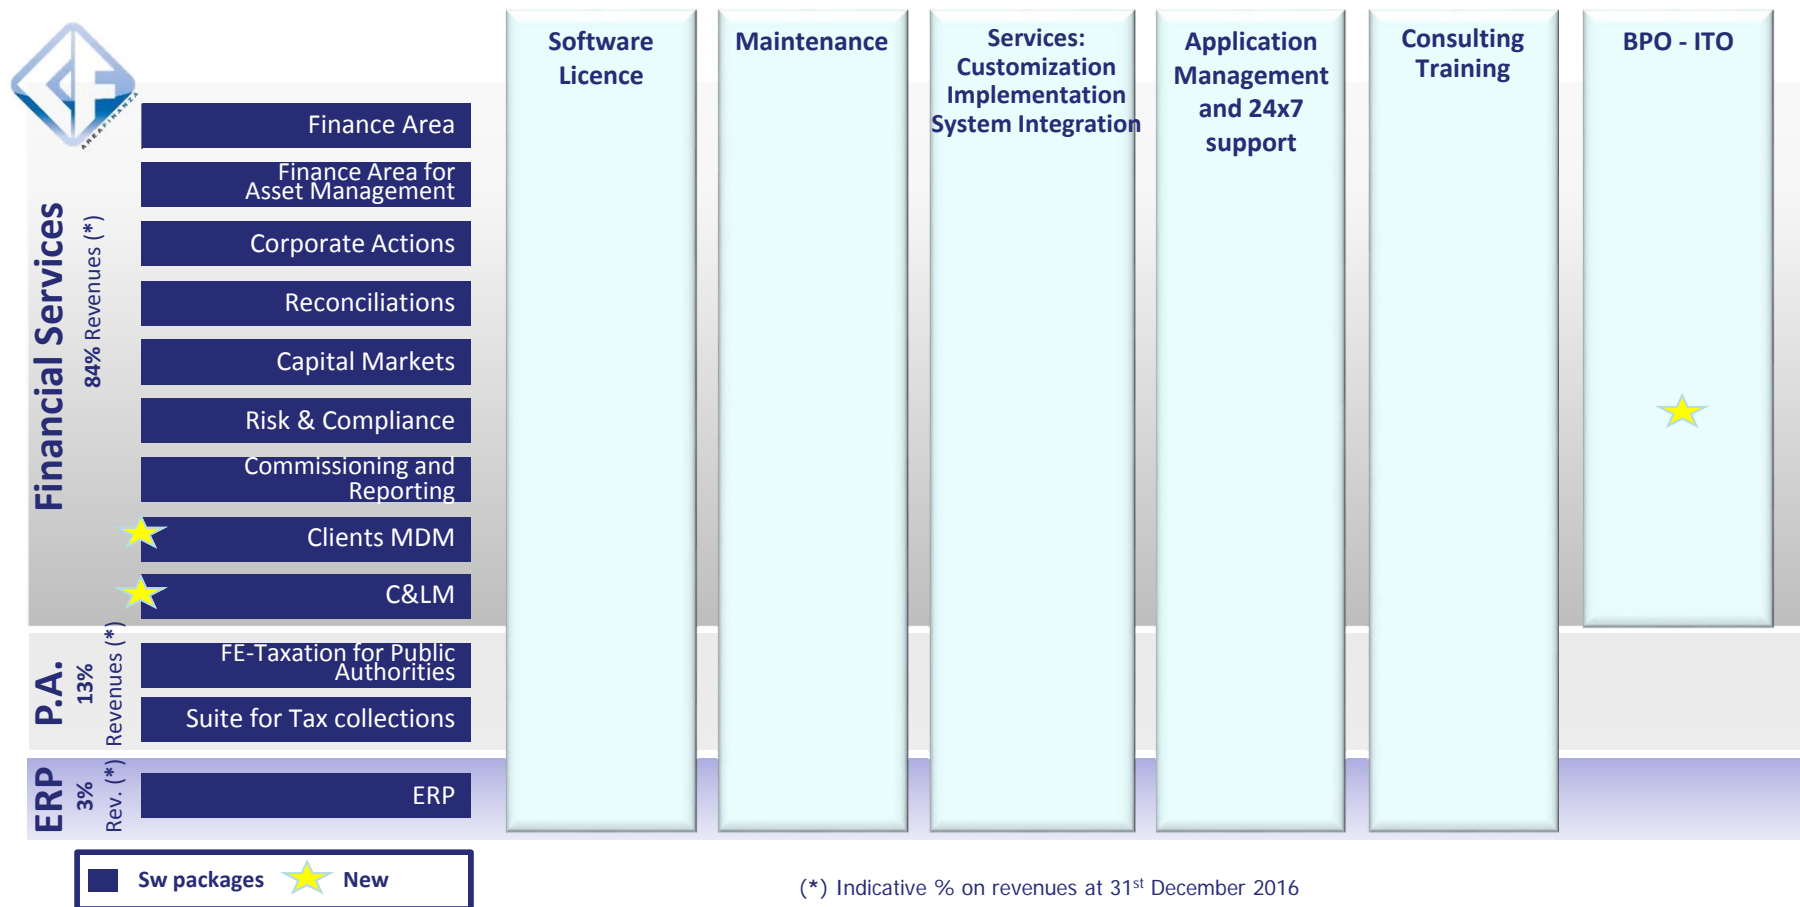 AREAFINANZA
Software
Licence
Maintenance
Services:
Customization
Implementation
System Integration
Application
Management
and 24x7
support
Consulting
Training
BPO - ITO
Financial Services
84% Revenues (*)
Finance Area
Finance Area for
Asset Management
Corporate Actions
Reconciliations
Capital Markets
Risk & Compliance
Commissioning and
Reporting
Clients MDM
C&LM
P.A.
13%
Revenues (*)
FE-Taxation for Public
Authorities
Suite for Tax collections
ERP
3%
Rev. (*)
ERP
Sw packages
New
(*) Indicative % on revenues at 31st December 2016